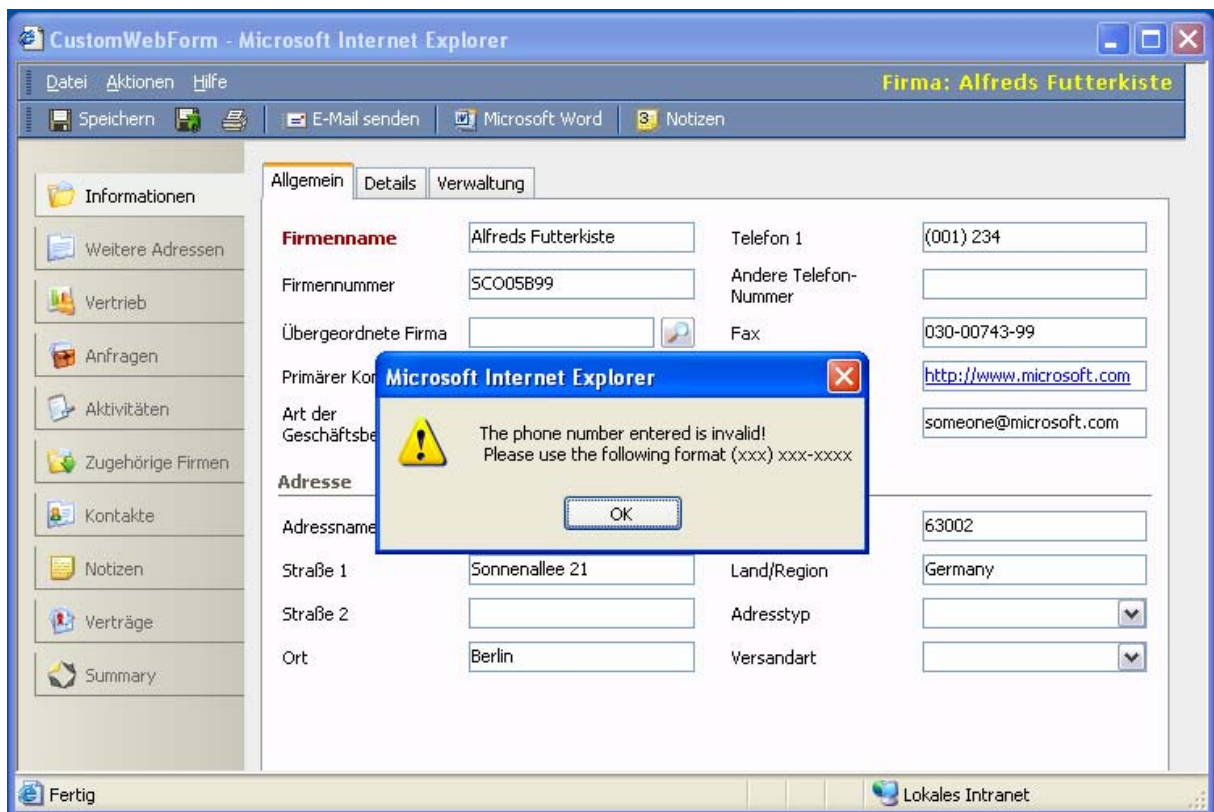 CustomWebForm - Microsoft Internet Explorer
Datei Aktionen Hilfe Firma: Alfreds Futterkiste
Speichern E-Mail senden Microsoft Word Notizen
Informationen
Weitere Adressen
Vertrieb
Anfragen
Aktivitäten
Zugehörige Firmen
Kontakte
Notizen
Verträge
Summary
Allgemein Details Verwaltung
Firmenname Alfreds Futterkiste Telefon 1 (001) 234
Firmennummer SCO05B99 Andere Telefon-
Nummer
Übergeordnete Firma Fax 030-00743-99
Primärer Kor http://www.microsoft.com
Art der
Geschäftsbe someone@microsoft.com
Microsoft Internet Explorer
The phone number entered is invalid!
Please use the following format (xxx) xxx-xxxx
OK
Adresse
Adressname 63002
Straße 1 Sonnenallee 21 Land/Region Germany
Straße 2 Adresstyp
Ort Berlin Versandart
Fertig Lokales Intranet